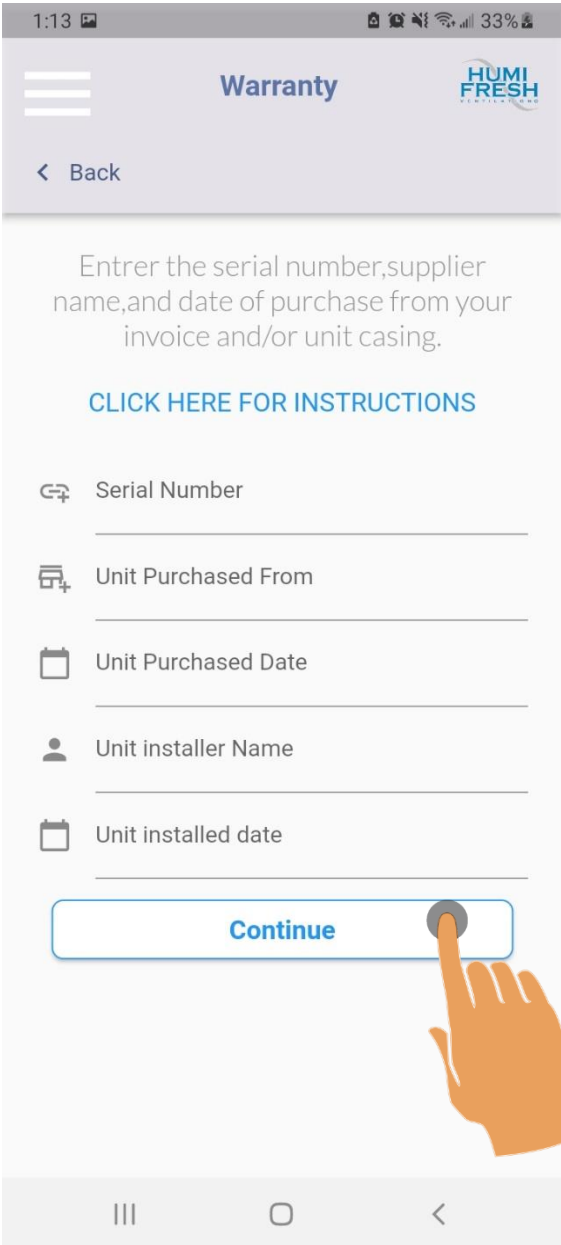 1:13
33%
Warranty
HUMI
FRESH
VENTILATIONS
Back
Entrer the serial number,supplier
name,and date of purchase from your
invoice and/or unit casing.
CLICK HERE FOR INSTRUCTIONS
Serial Number
Unit Purchased From
Unit Purchased Date
Unit installer Name
Unit installed date
Continue